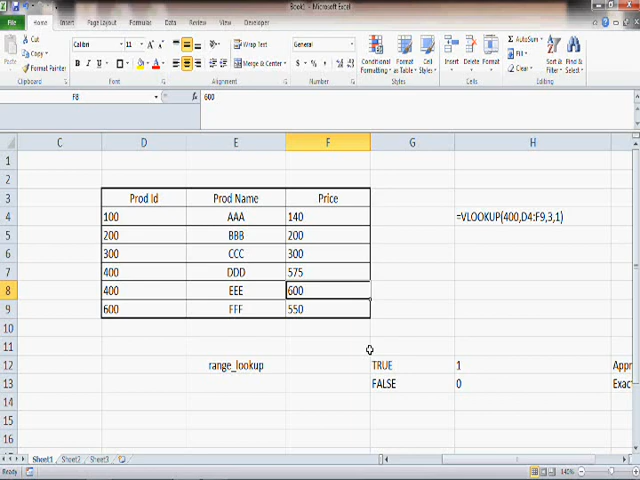 Book1 - Microsoft Excel
File Home Insert Page Layout Formulas Data Review View Developer
Cut
Copy
Format Painter
Paste
Clipboard
Calibri 11
B I U
Font
Wrap Text
Merge & Center
Alignment
General
$ % ,
Number
Conditional Formatting
Format as Table
Cell Styles
Styles
Insert Delete Format
Cells
AutoSum
Fill
Clear
Sort & Filter
Find & Select
Editing
F8 fx 600
C D E F G H
1
2
3 Prod Id Prod Name Price
4 100 AAA 140 =VLOOKUP(400,D4:F9,3,1)
5 200 BBB 200
6 300 CCC 300
7 400 DDD 575
8 400 EEE 600
9 600 FFF 550
10
11
12 range_lookup TRUE 1 Appr
13 FALSE 0 Exac
14
15
16
Sheet1 Sheet2 Sheet3
Ready 140%